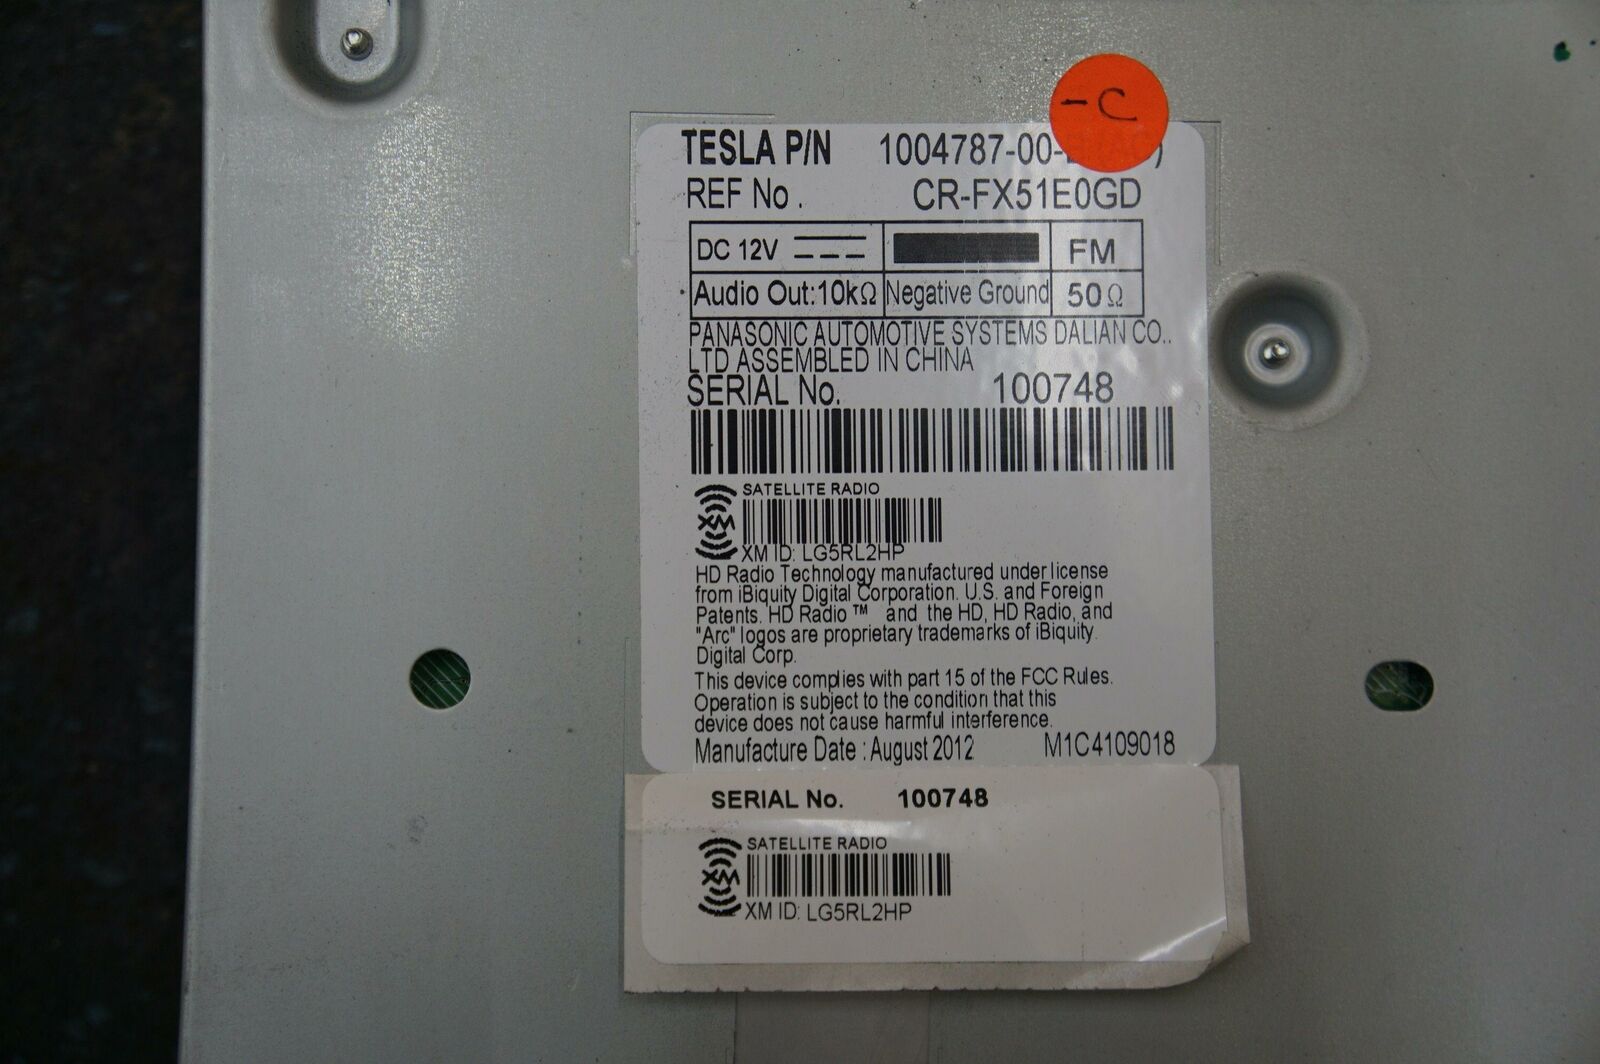 -C
TESLA P/N 1004787-00-
REF No. CR-FX51E0GD
DC 12V FM
Audio Out:10kΩ Negative Ground 50Ω
PANASONIC AUTOMOTIVE SYSTEMS DALIAN CO..
LTD ASSEMBLED IN CHINA
SERIAL No. 100748
SATELLITE RADIO
XM
XM ID: LG5RL2HP
HD Radio Technology manufactured under license
from iBiquity Digital Corporation. U.S. and Foreign
Patents. HD Radio™ and the HD, HD Radio, and
"Arc" logos are proprietary trademarks of iBiquity
Digital Corp.
This device complies with part 15 of the FCC Rules.
Operation is subject to the condition that this
device does not cause harmful interference.
Manufacture Date : August 2012 M1C4109018
SERIAL No. 100748
SATELLITE RADIO
XM
XM ID: LG5RL2HP